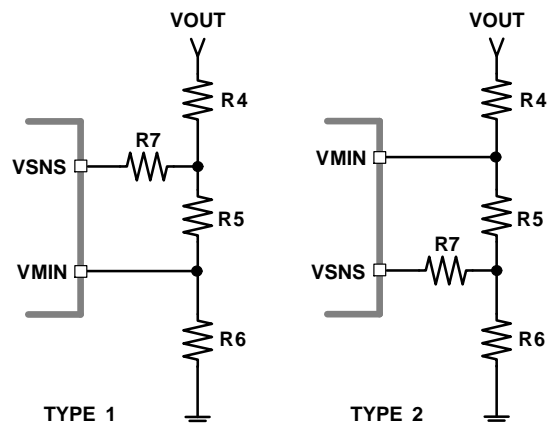 VOUT
R4
R7
VSNS
R5
VMIN
R6
TYPE 1
VOUT
R4
VMIN
R5
R7
VSNS
R6
TYPE 2